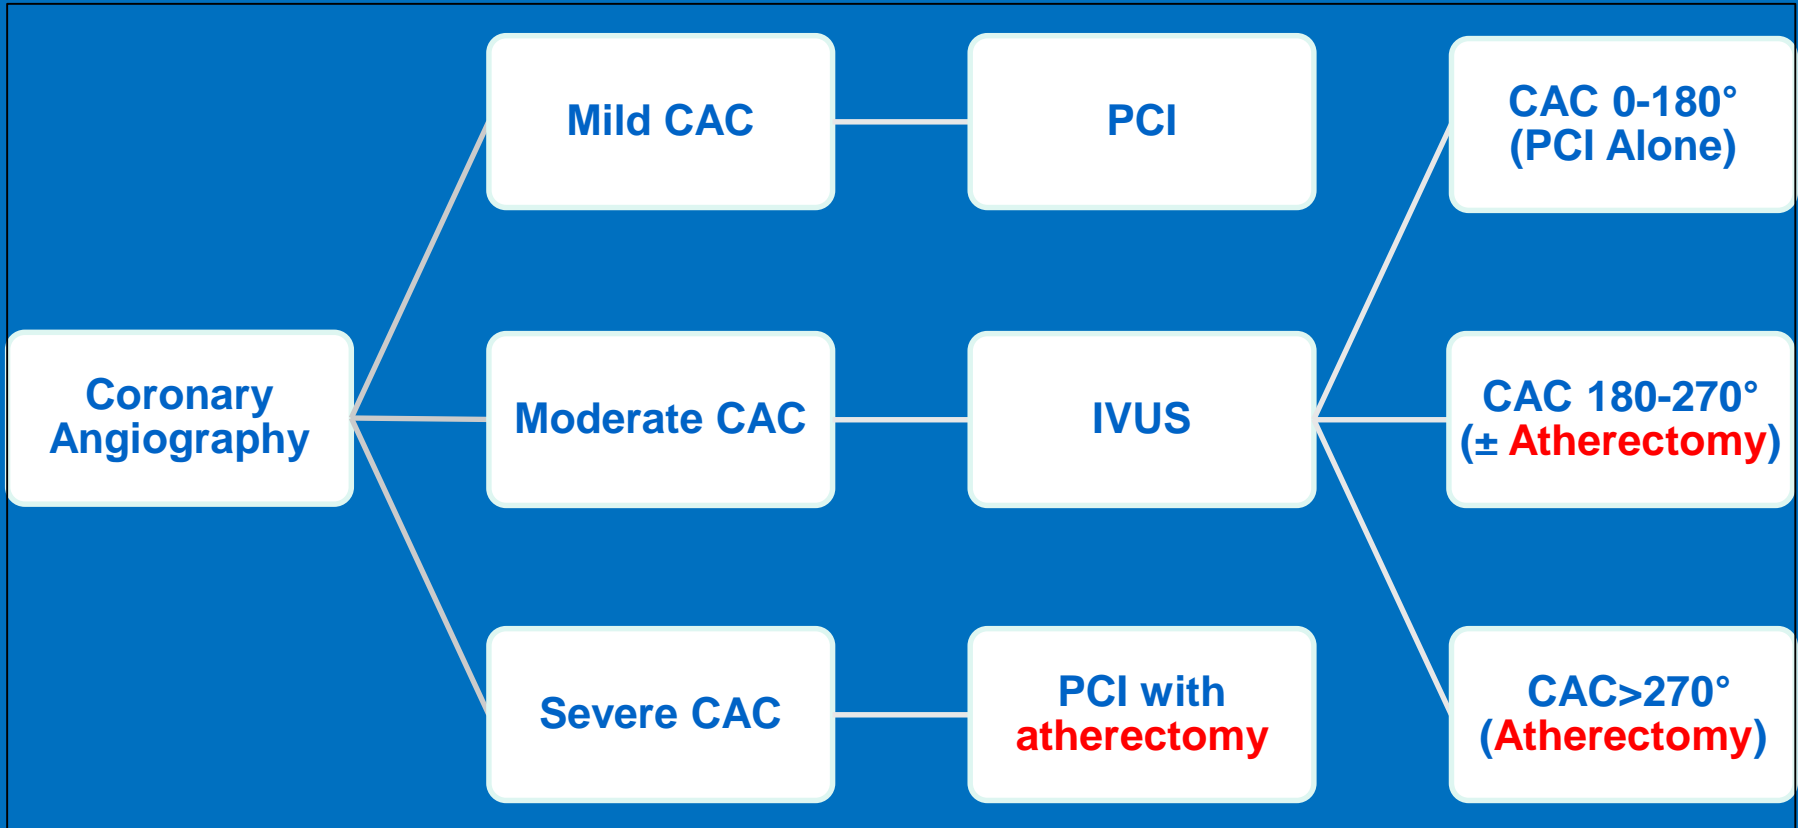 Coronary
Angiography
Mild CAC
Moderate CAC
Severe CAC
PCI
IVUS
PCI with
atherectomy
CAC 0-180°
(PCI Alone)
CAC 180-270°
(± Atherectomy)
CAC>270°
(Atherectomy)